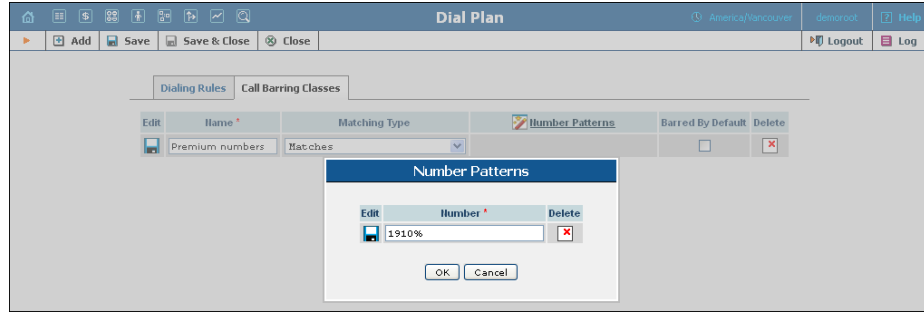 Dial Plan America/Vancouver demoroot Help
Add Save Save & Close Close Logout Log
Dialing Rules Call Barring Classes
Edit Name * Matching Type Number Patterns Barred By Default Delete
Premium numbers Matches
Number Patterns
Edit Number * Delete
1910%
OK Cancel